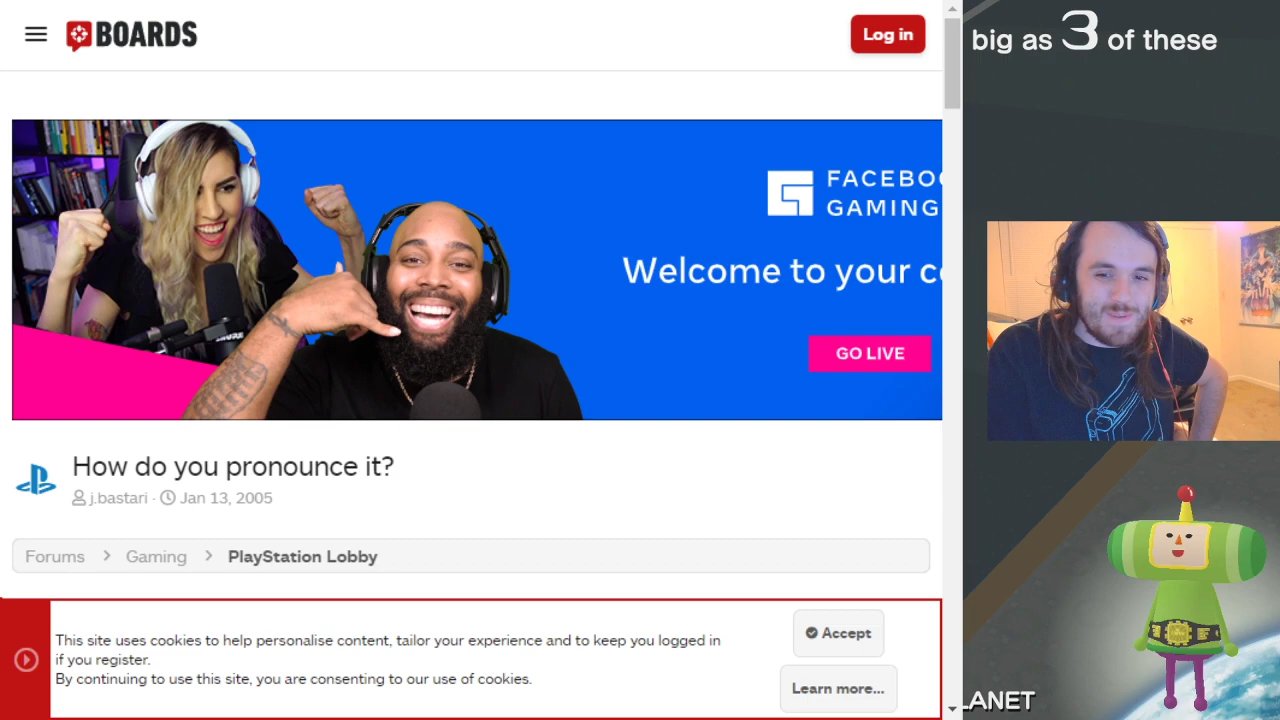 BOARDS
Log in
big as 3 of these
FACEBO
GAMING
Welcome to your c
GO LIVE
How do you pronounce it?
j.bastari · Jan 13, 2005
Forums > Gaming > PlayStation Lobby
This site uses cookies to help personalise content, tailor your experience and to keep you logged in
if you register.
By continuing to use this site, you are consenting to our use of cookies.
Accept
Learn more...
LANET